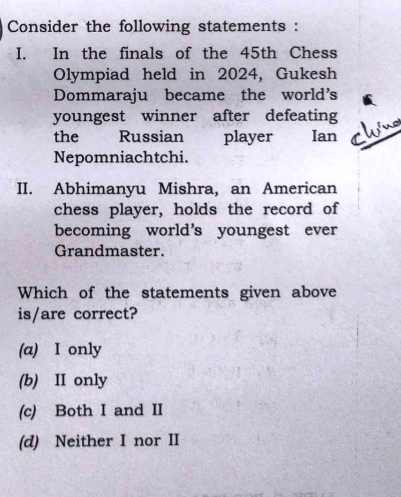 Consider the following statements :
I. In the finals of the 45th Chess
Olympiad held in 2024, Gukesh
Dommaraju became the world's
youngest winner after defeating
the Russian player Ian
Nepomniachtchi.
china
II. Abhimanyu Mishra, an American
chess player, holds the record of
becoming world's youngest ever
Grandmaster.
Which of the statements given above
is/are correct?
(a) I only
(b) II only
(c) Both I and II
(d) Neither I nor II